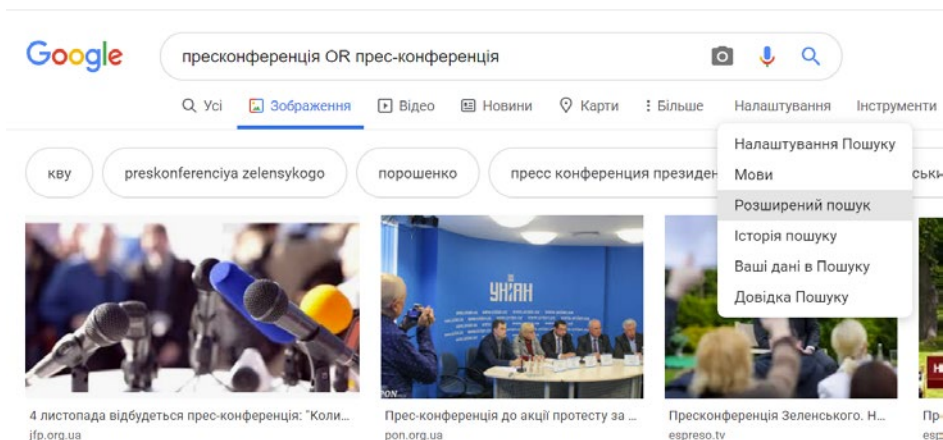 Google
пресконференція OR прес-конференція
Усі Зображення Відео Новини Карти Більше Налаштування Інструменти
Налаштування Пошуку
Мови
Розширений пошук
Історія пошуку
Ваші дані в Пошуку
Довідка Пошуку
кву preskonferenciya zelensykogo порошенко пресс конференция президен
УНІАН
4 листопада відбудеться прес-конференція: "Коли...
jfp.org.ua
Прес-конференція до акції протесту за ...
pon.org.ua
Пресконференція Зеленського. Н...
espreso.tv